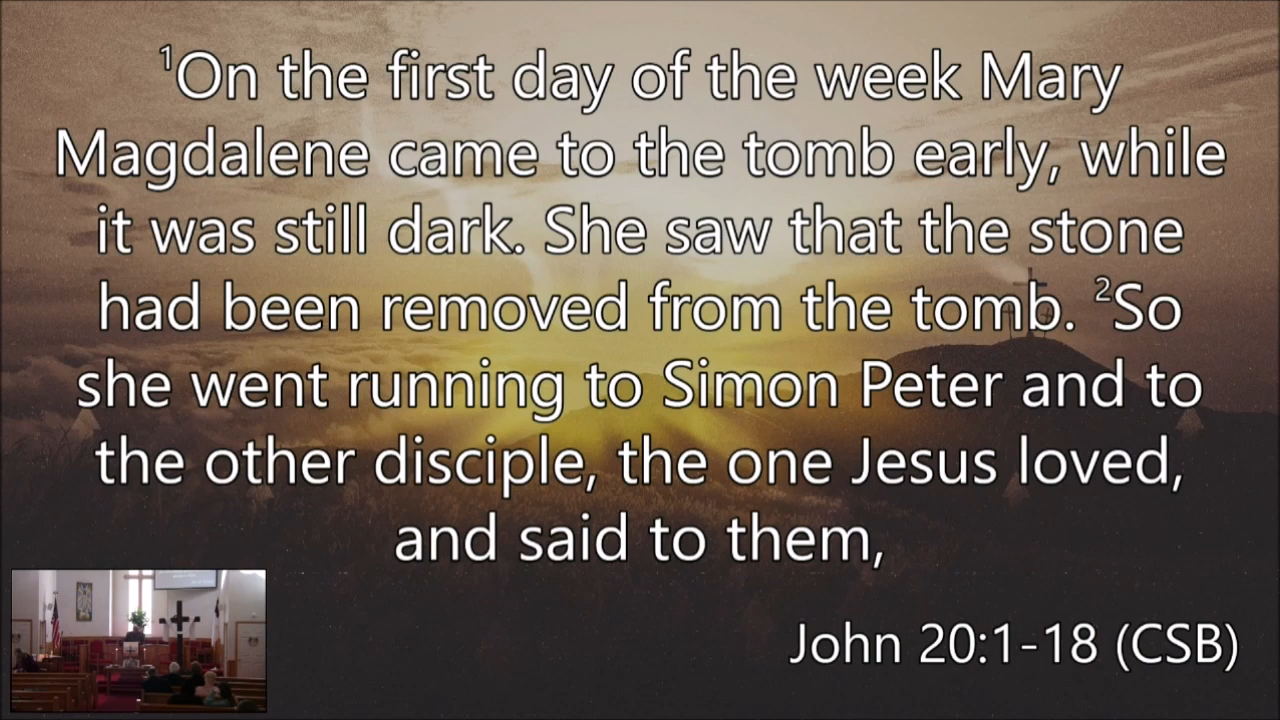 ¹On the first day of the week Mary
Magdalene came to the tomb early, while
it was still dark. She saw that the stone
had been removed from the tomb. ²So
she went running to Simon Peter and to
the other disciple, the one Jesus loved,
and said to them,
John 20:1-18 (CSB)